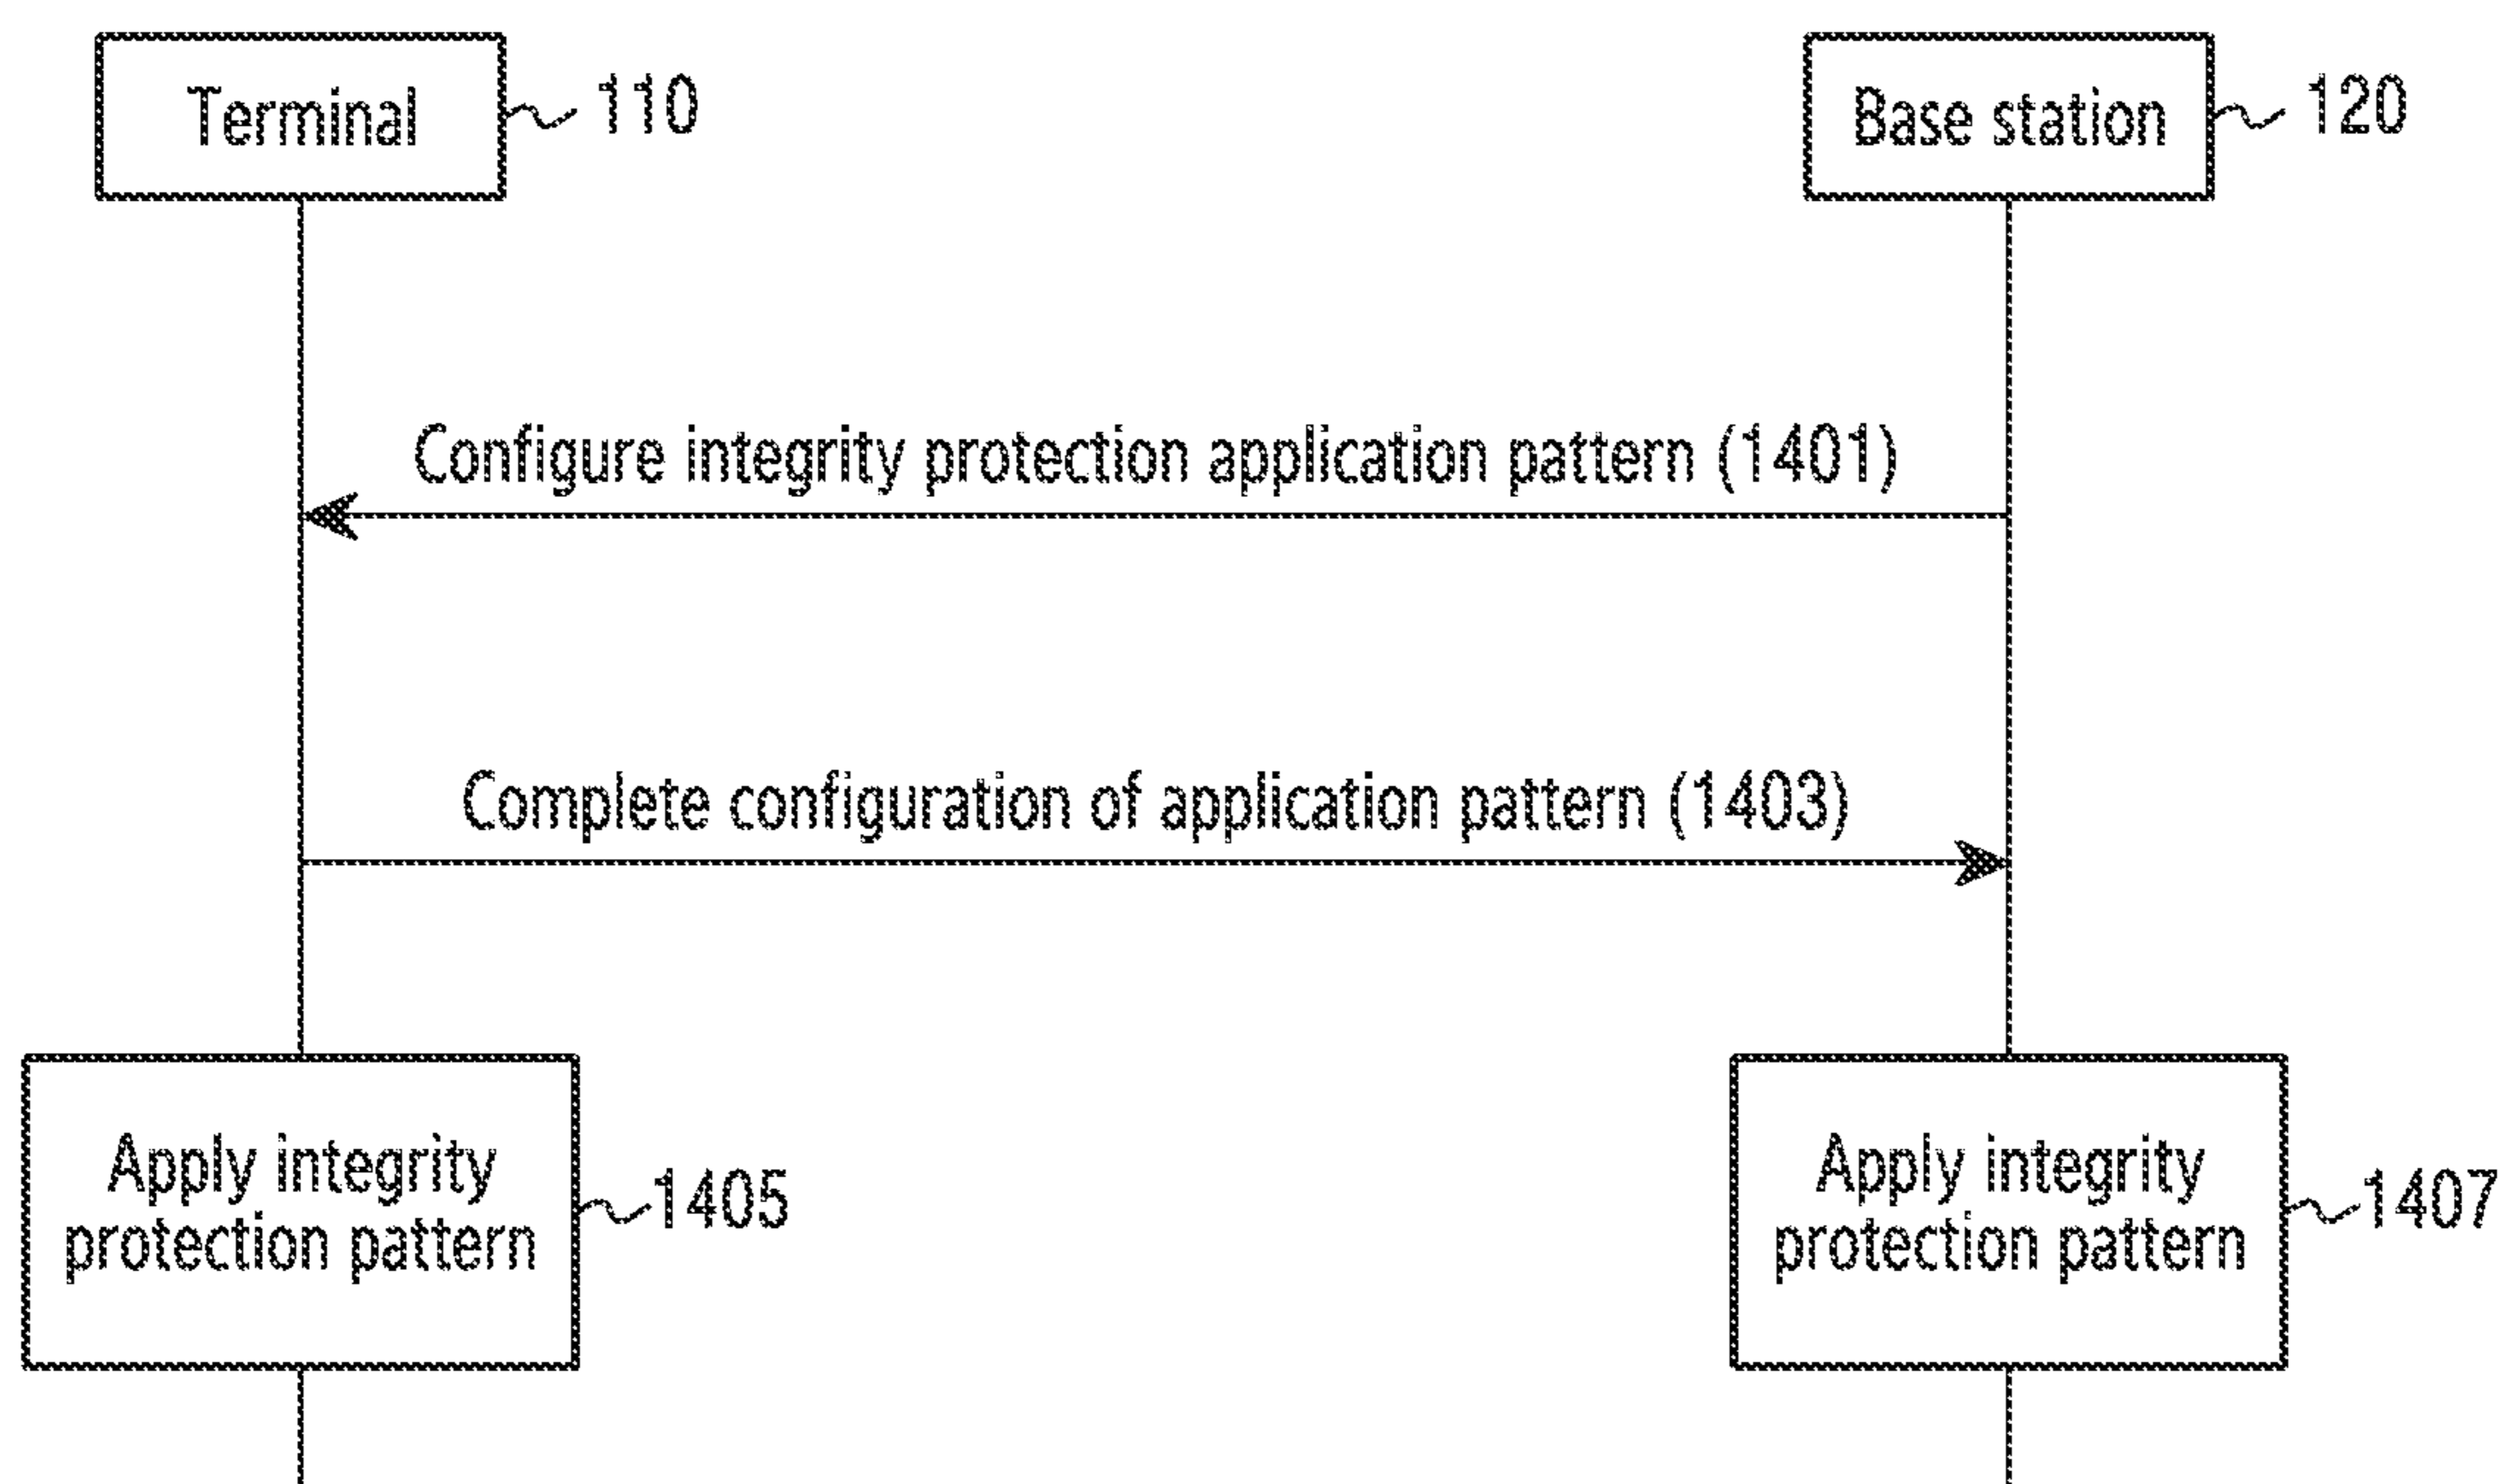 Terminal
110
Base station
120
Configure integrity protection application pattern (1401)
Complete configuration of application pattern (1403)
Apply integrity
protection pattern
1405
Apply integrity
protection pattern
1407